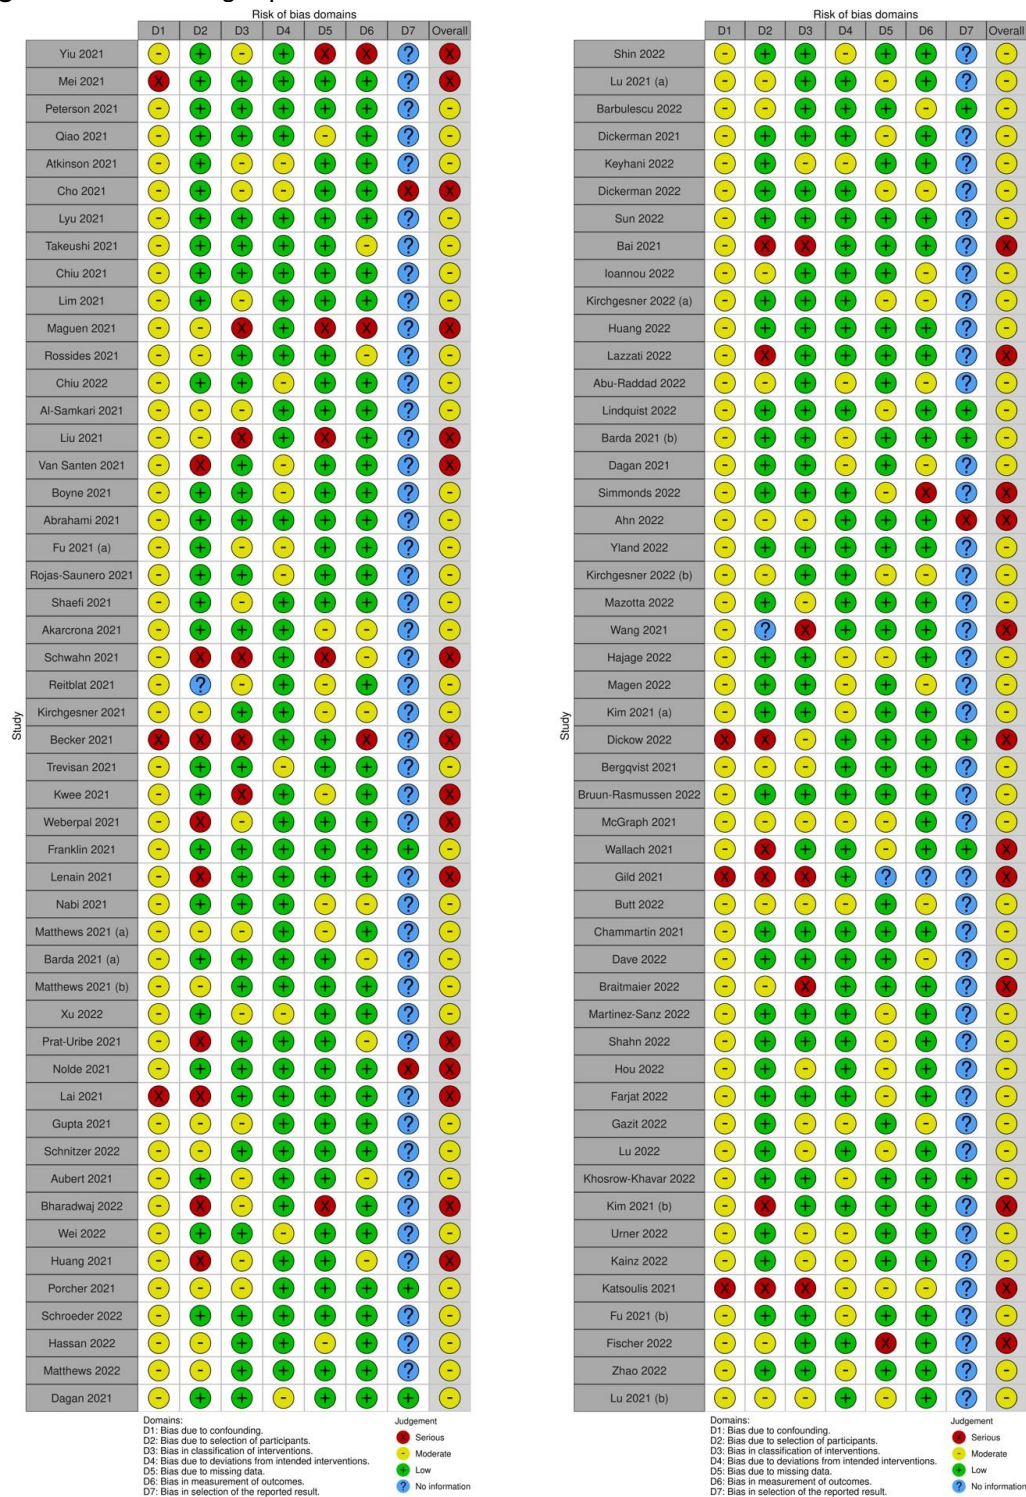 Risk of bias domains
D1 D2 D3 D4 D5 D6 D7 Overall
Yiu 2021 - + - + X X ? X
Mei 2021 X + + + + + ? X
Peterson 2021 - + + + + + ? -
Qiao 2021 - + + + - + ? -
Atkinson 2021 - + - - + + ? -
Cho 2021 - + - - + + X X
Lyu 2021 - + + + + + ? -
Takeushi 2021 - + + + + - ? -
Chiu 2021 - + + + + + ? -
Lim 2021 - + - + + + ? -
Maguen 2021 - - X + X X ? X
Rossides 2021 - - + + + - ? -
Chiu 2022 - + + - + + ? -
Al-Samkari 2021 - - - + + + ? -
Liu 2021 - - X + X + ? X
Van Santen 2021 - X + - + + ? X
Boyne 2021 - + + - + + ? -
Abrahami 2021 - + + + + + ? -
Fu 2021 (a) - + - - + + ? -
Rojas-Saunero 2021 - + + - + + ? -
Shaefi 2021 - + - + + + ? -
Akarcrona 2021 - + + + - - ? -
Schwahn 2021 - X X + X - ? X
Reitblat 2021 - ? - + - + ? -
Kirchgesner 2021 - - + + - - ? -
Becker 2021 X X X + + X ? X
Trevisan 2021 - + + - + + ? -
Kwee 2021 - + X + - + ? X
Weberpal 2021 - X - + + + ? X
Franklin 2021 - + + + + + + -
Lenain 2021 - X + + + + ? X
Nabi 2021 - + + + - - ? -
Matthews 2021 (a) - - - + - + ? -
Barda 2021 (a) - + + + + - ? -
Matthews 2021 (b) - - + + + + ? -
Xu 2022 - + - - + + ? -
Prat-Uribe 2021 - X + + + - ? X
Nolde 2021 - + + + + + X X
Lai 2021 X X + + + + ? X
Gupta 2021 - - - + + + ? -
Schnitzer 2022 - - + + + + ? -
Aubert 2021 - + - + + - ? -
Bharadwaj 2022 - X - + X + ? X
Wei 2022 - + + - + + ? -
Huang 2021 - X - + + - ? X
Porcher 2021 - - - + + + + -
Schroeder 2022 - + + + + + ? -
Hassan 2022 - - + + - + ? -
Matthews 2022 - - + + + + ? -
Dagan 2021 - + + - + + + -
Study
Domains:
D1: Bias due to confounding.
D2: Bias due to selection of participants.
D3: Bias in classification of interventions.
D4: Bias due to deviations from intended interventions.
D5: Bias due to missing data.
D6: Bias in measurement of outcomes.
D7: Bias in selection of the reported result.
Judgement
X Serious
- Moderate
+ Low
? No information
Risk of bias domains
D1 D2 D3 D4 D5 D6 D7 Overall
Shin 2022 - + + - + + ? -
Lu 2021 (a) - - + + - + ? -
Barbulescu 2022 - - + + + - + -
Dickerman 2021 - + + + - + ? -
Keyhani 2022 - + - - + + ? -
Dickerman 2022 - + + + - - ? -
Sun 2022 - + + + + + ? -
Bai 2021 - X X + + + ? X
Ioannou 2022 - - + + + - ? -
Kirchgesner 2022 (a) - + + + - - ? -
Huang 2022 - + + + + + ? -
Lazzati 2022 - X + + + + ? X
Abu-Raddad 2022 - - + - + - ? -
Lindquist 2022 - + + + - + + -
Barda 2021 (b) - + + - + + + -
Dagan 2021 - + + - + - ? -
Simmonds 2022 - + + + - X ? X
Ahn 2022 - - - + + + X X
Yland 2022 - + + + + + ? -
Kirchgesner 2022 (b) - - + + - - ? -
Mazotta 2022 - + - + + + ? -
Wang 2021 - ? X + + + ? X
Hajage 2022 - + + - - + ? -
Magen 2022 - + + - + - ? -
Kim 2021 (a) - + + - + + ? -
Dickow 2022 X X - + + + + X
Bergqvist 2021 - - - + + + ? -
Bruun-Rasmussen 2022 - + + + + + ? -
McGraph 2021 - - - - - + ? -
Wallach 2021 - X + + - + + X
Gild 2021 X X X + ? ? ? X
Butt 2022 - - - - + - ? -
Chammartin 2021 - + + + + + ? -
Dave 2022 - + + + + - ? -
Braitmaier 2022 - - X + + + ? X
Martinez-Sanz 2022 - + + + - + ? -
Shahn 2022 - + + + - + ? -
Hou 2022 - + - + - + ? -
Farjat 2022 - + + + - + ? -
Gazit 2022 - + - - + - ? -
Lu 2022 - + - + - + ? -
Khosrow-Khavar 2022 - + + - + + + -
Kim 2021 (b) - X + + + + ? X
Urner 2022 - + - - + + ? -
Kainz 2022 - + - - + + ? -
Katsoulis 2021 X X X - - - ? X
Fu 2021 (b) - + + - + + ? -
Fischer 2022 - - + + X + ? X
Zhao 2022 - + + - + + ? -
Lu 2021 (b) - - - + - + ? -
Study
Domains:
D1: Bias due to confounding.
D2: Bias due to selection of participants.
D3: Bias in classification of interventions.
D4: Bias due to deviations from intended interventions.
D5: Bias due to missing data.
D6: Bias in measurement of outcomes.
D7: Bias in selection of the reported result.
Judgement
X Serious
- Moderate
+ Low
? No information